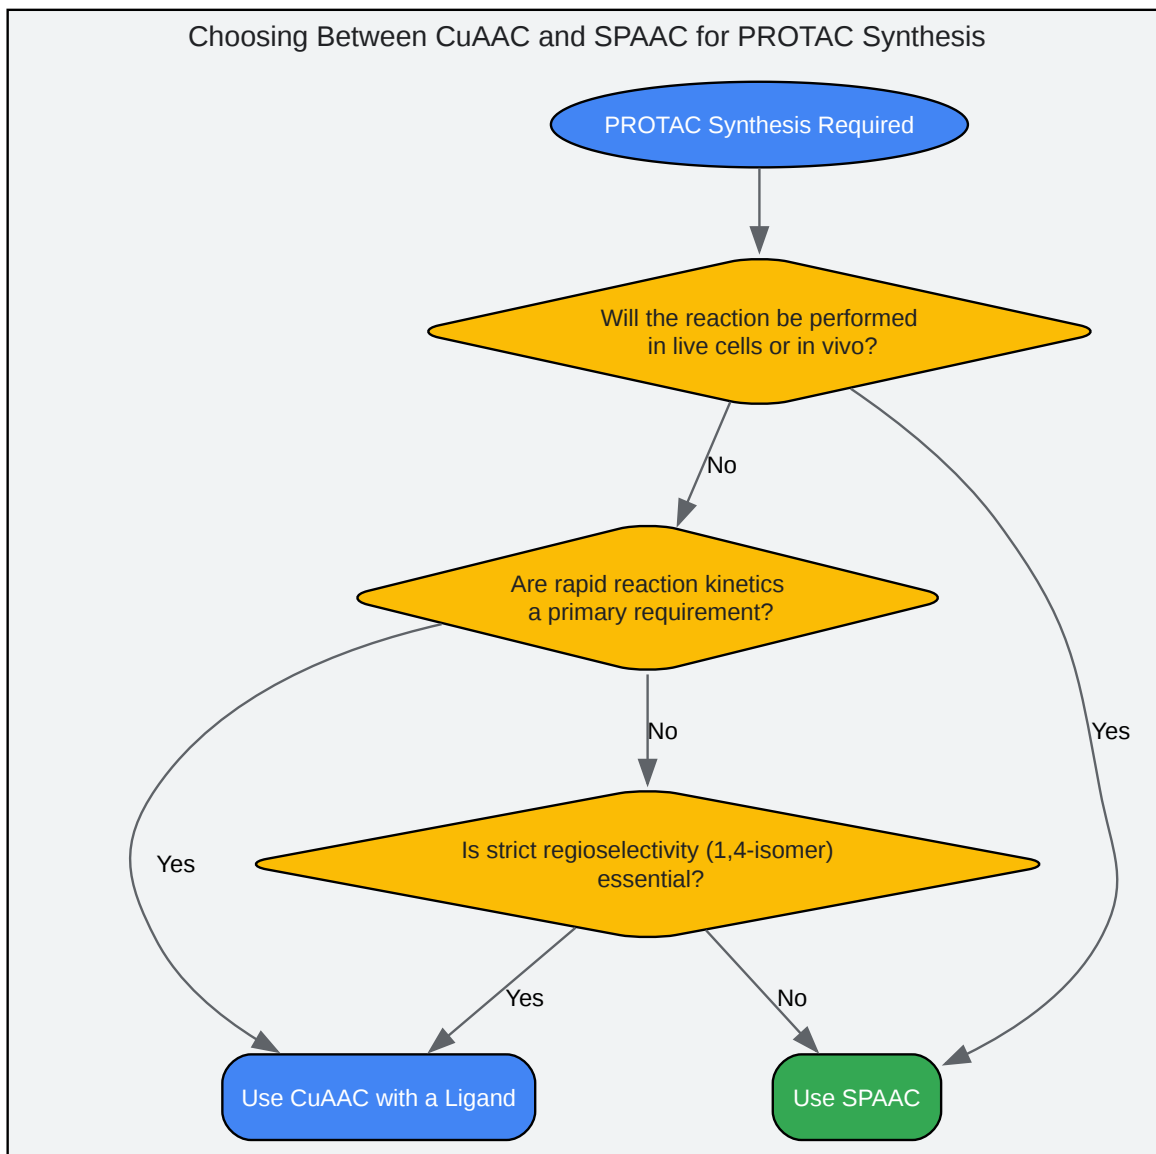 Choosing Between CuAAC and SPAAC for PROTAC Synthesis
PROTAC Synthesis Required
Will the reaction be performed
in live cells or in vivo?
No
Are rapid reaction kinetics
a primary requirement?
No
Yes
Yes
Is strict regioselectivity (1,4-isomer)
essential?
Yes
No
Use CuAAC with a Ligand
Use SPAAC